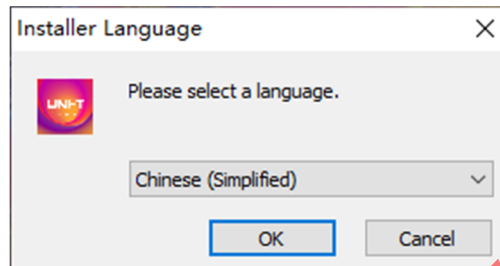 Installer Language
UNI-T
Please select a language.
Chinese (Simplified)
OK
Cancel